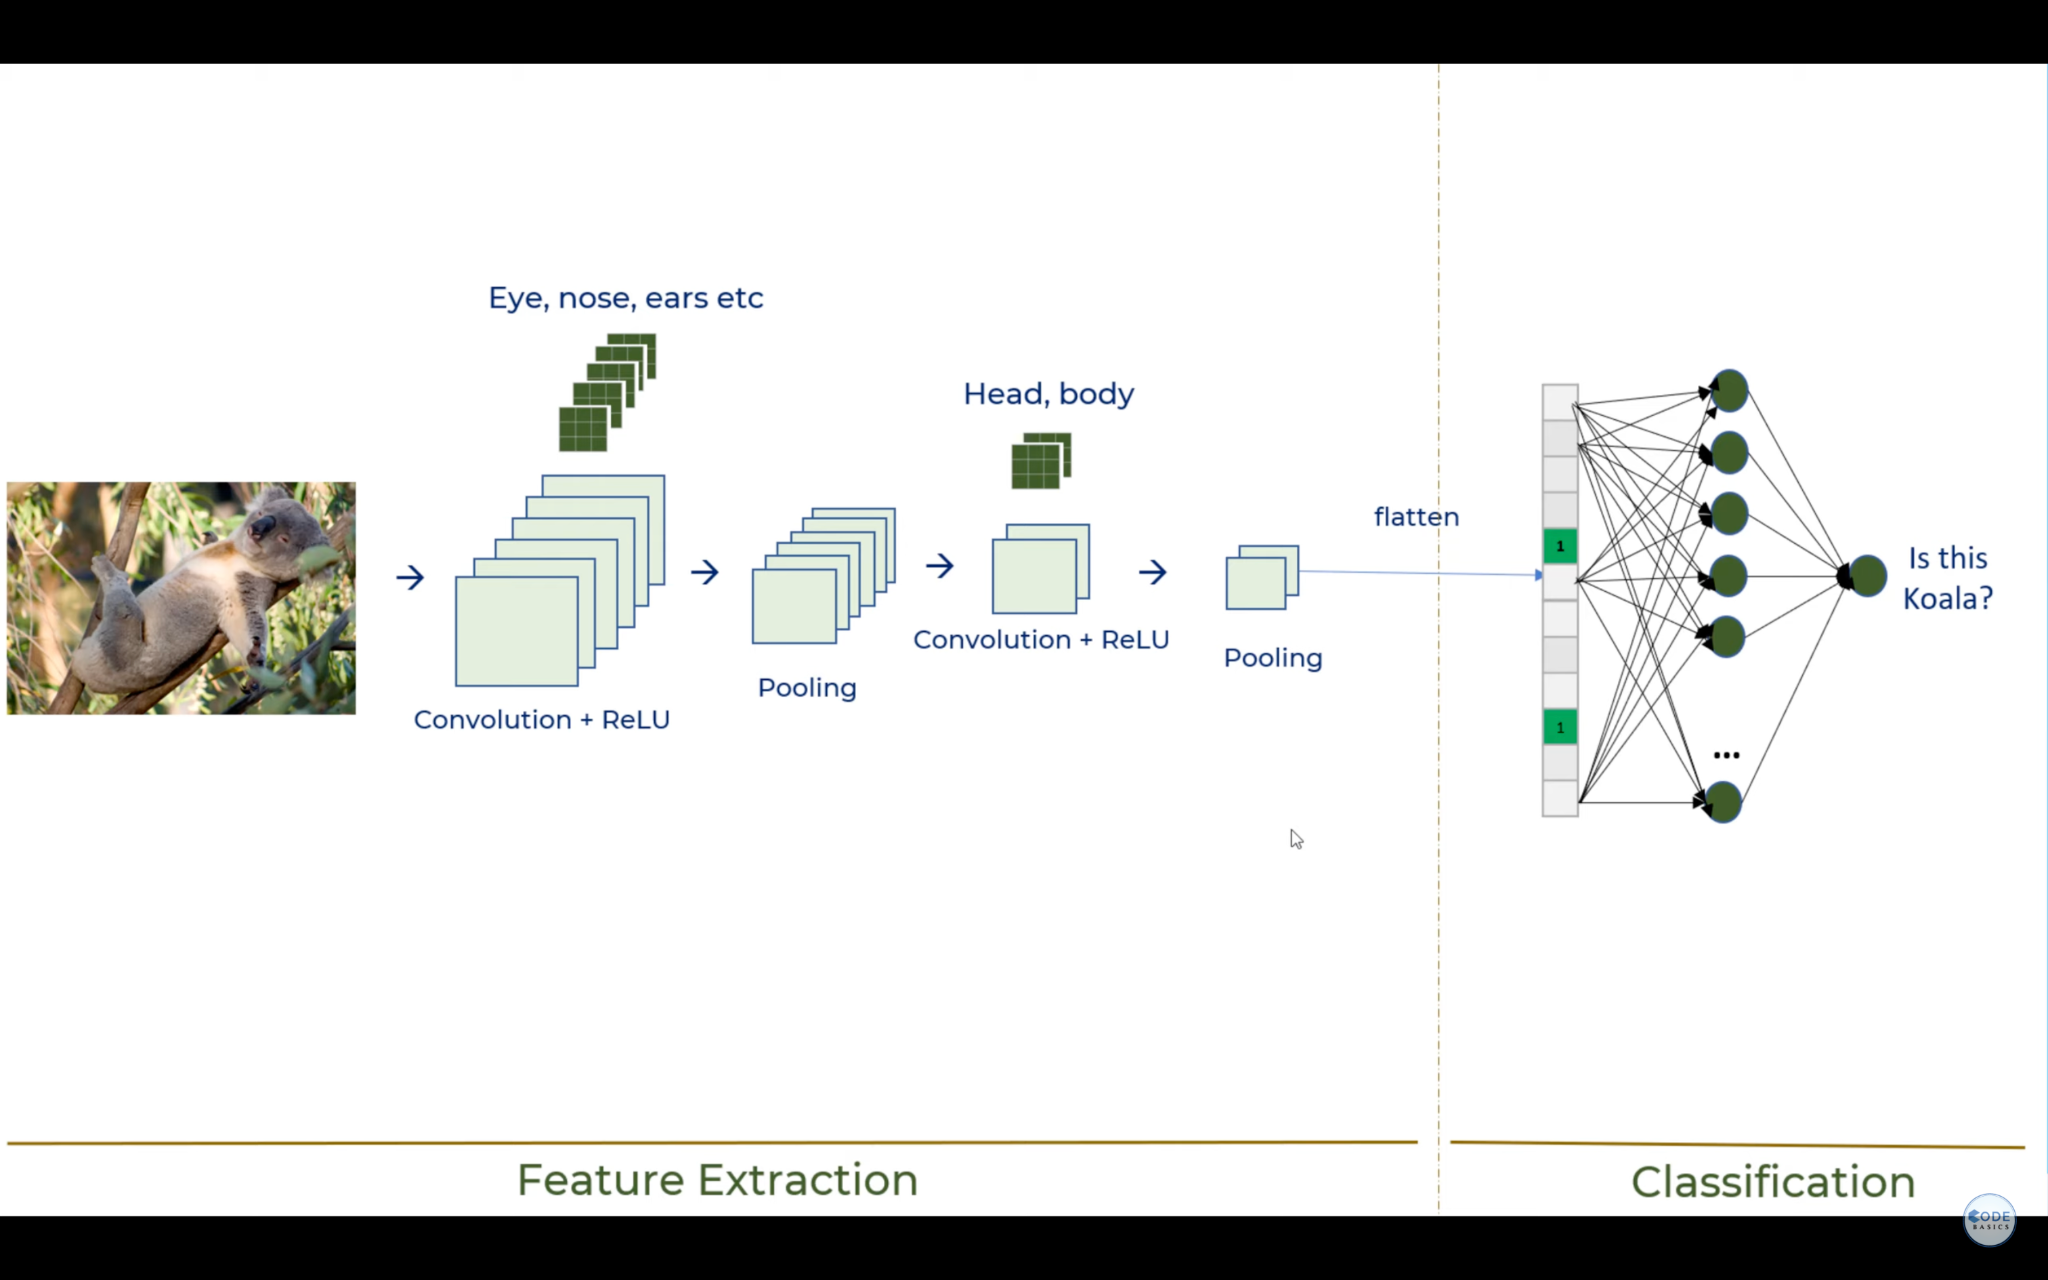 Eye, nose, ears etc
Head, body
flatten
1
Is this
Koala?
Convolution + ReLU
Pooling
Convolution + ReLU
Pooling
1
...
Feature Extraction
Classification
CODE
BASICS